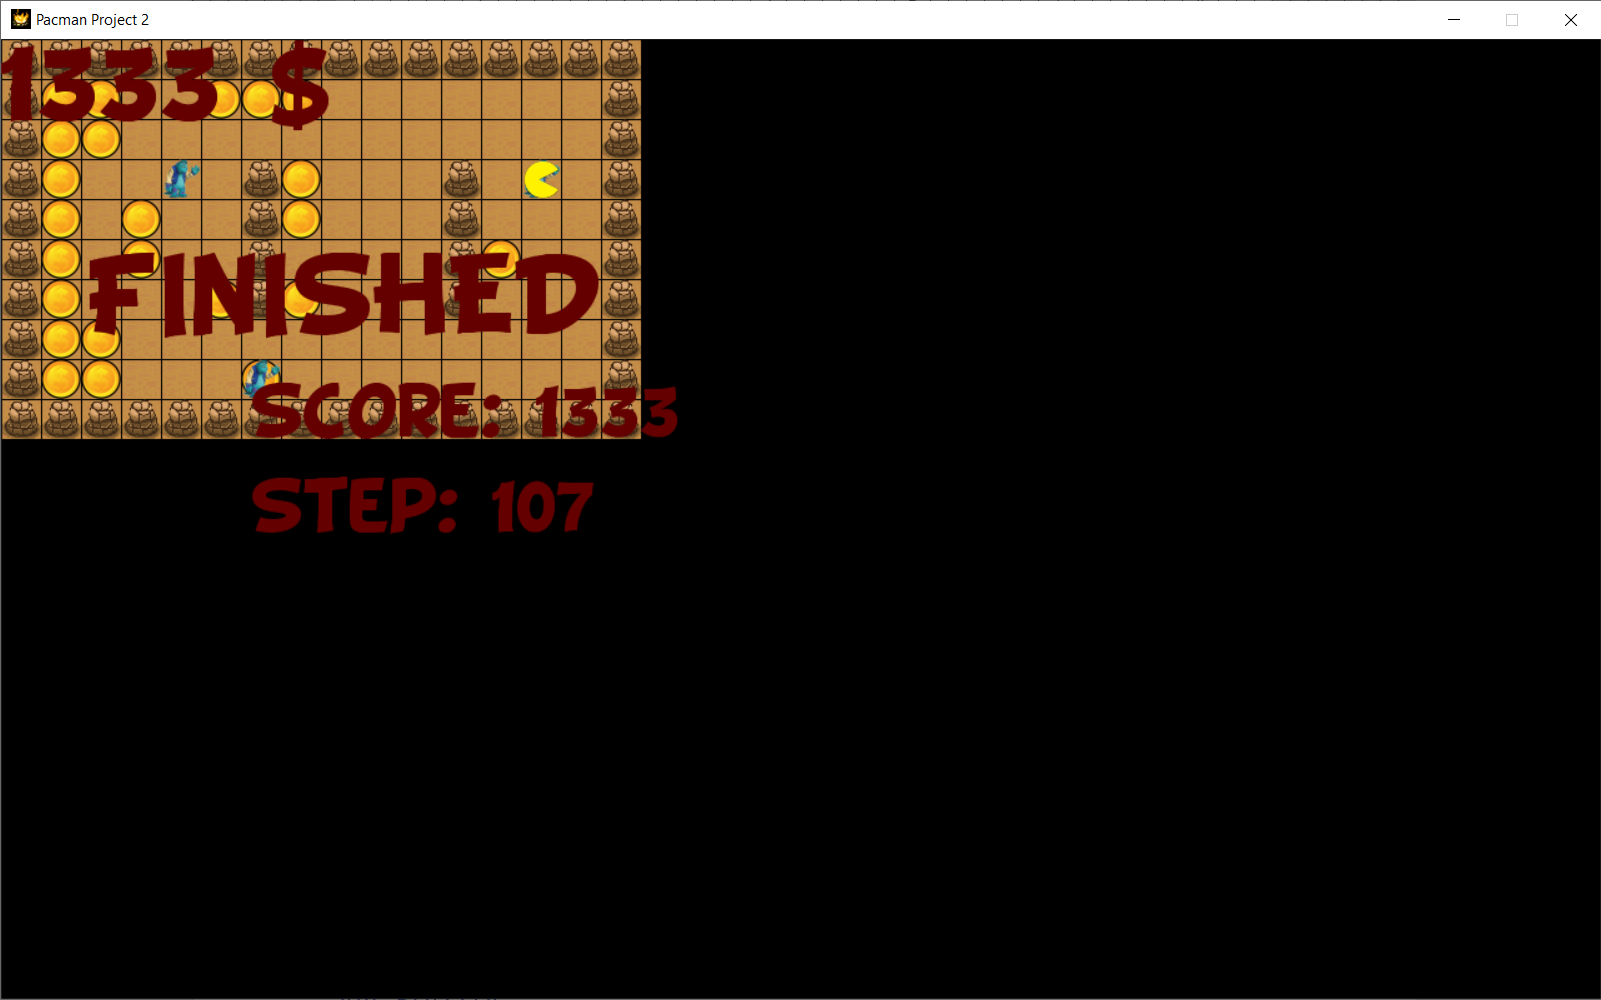 Pacman Project 2
1333 $
FINISHED
SCORE: 1333
STEP: 107